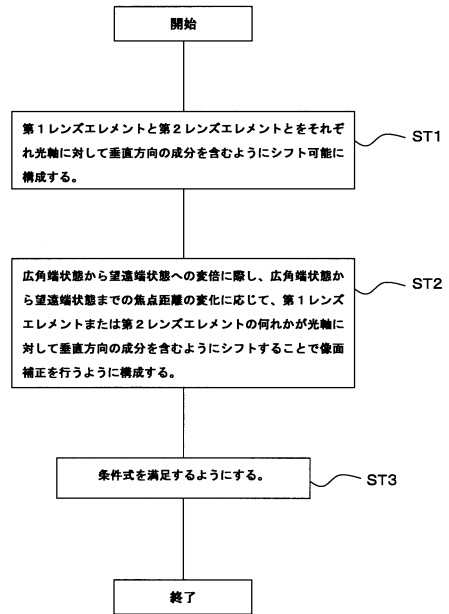 開始
第１レンズエレメントと第２レンズエレメントとをそれぞ
れ光軸に対して垂直方向の成分を含むようにシフト可能に
構成する。
ST1
広角端状態から望遠端状態への変倍に際し、広角端状態か
ら望遠端状態までの焦点距離の変化に応じて、第１レンズ
エレメントまたは第２レンズエレメントの何れかが光軸に
対して垂直方向の成分を含むようにシフトすることで像面
補正を行うように構成する。
ST2
条件式を満足するようにする。
ST3
終了